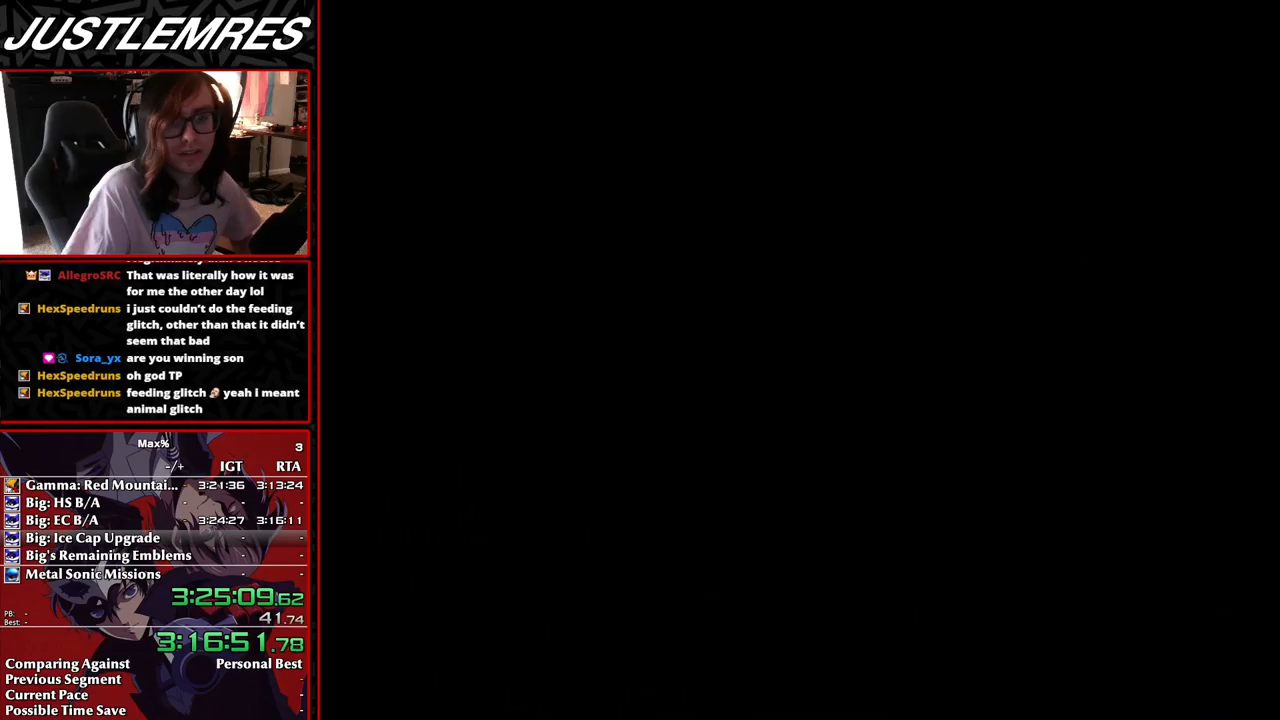 JUSTLEMRES
AllegroSRC That was literally how it was
for me the other day lol
HexSpeedruns i just couldn't do the feeding
glitch, other than that it didn't
seem that bad
Sora_yx are you winning son
HexSpeedruns oh god TP
HexSpeedruns feeding glitch yeah i meant
animal glitch
Max% 3
-/+ IGT RTA
Gamma: Red Mountai... - 3:21:36 3:13:24
Big: HS B/A - - -
Big: EC B/A - 3:24:27 3:16:11
Big: Ice Cap Upgrade - -
Big's Remaining Emblems - -
Metal Sonic Missions - -
3:25:09.62
PB: -
41.74
Best: -
3:16:51.78
Comparing Against Personal Best
Previous Segment -
Current Pace -
Possible Time Save -